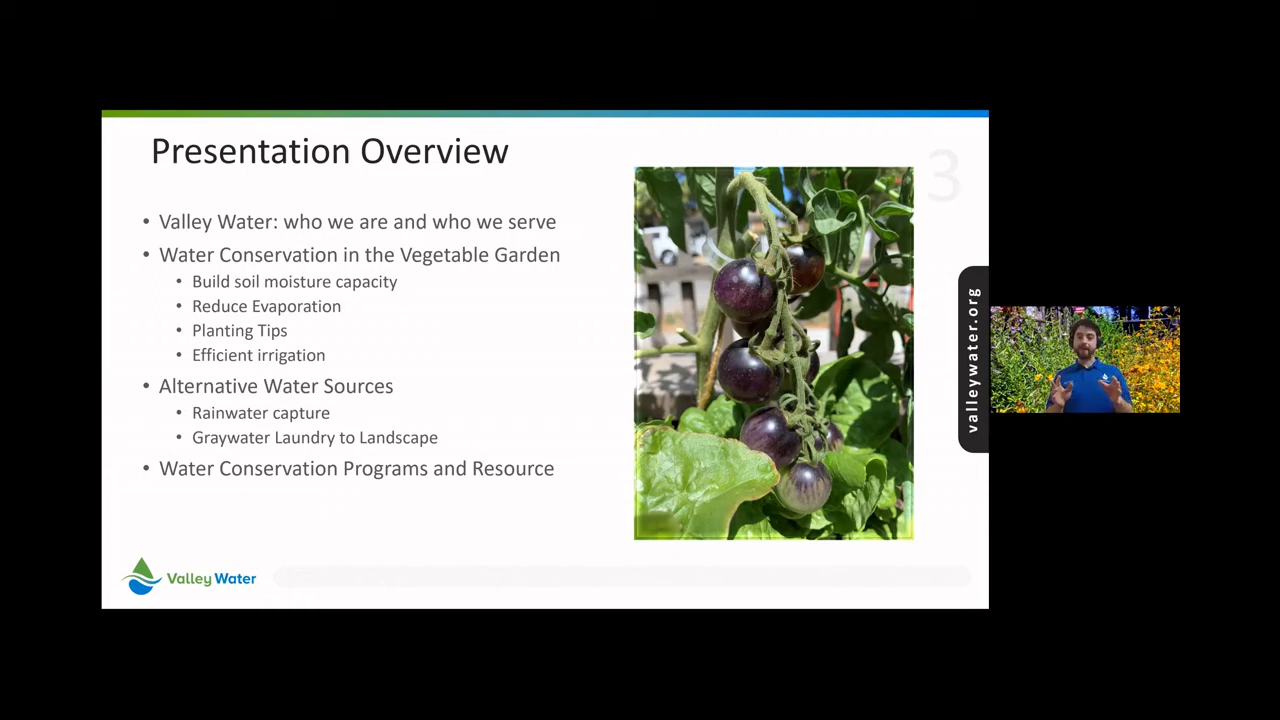 Presentation Overview
3
• Valley Water: who we are and who we serve
• Water Conservation in the Vegetable Garden
• Build soil moisture capacity
• Reduce Evaporation
• Planting Tips
• Efficient irrigation
• Alternative Water Sources
• Rainwater capture
• Graywater Laundry to Landscape
• Water Conservation Programs and Resource
valleywater.org
Valley Water